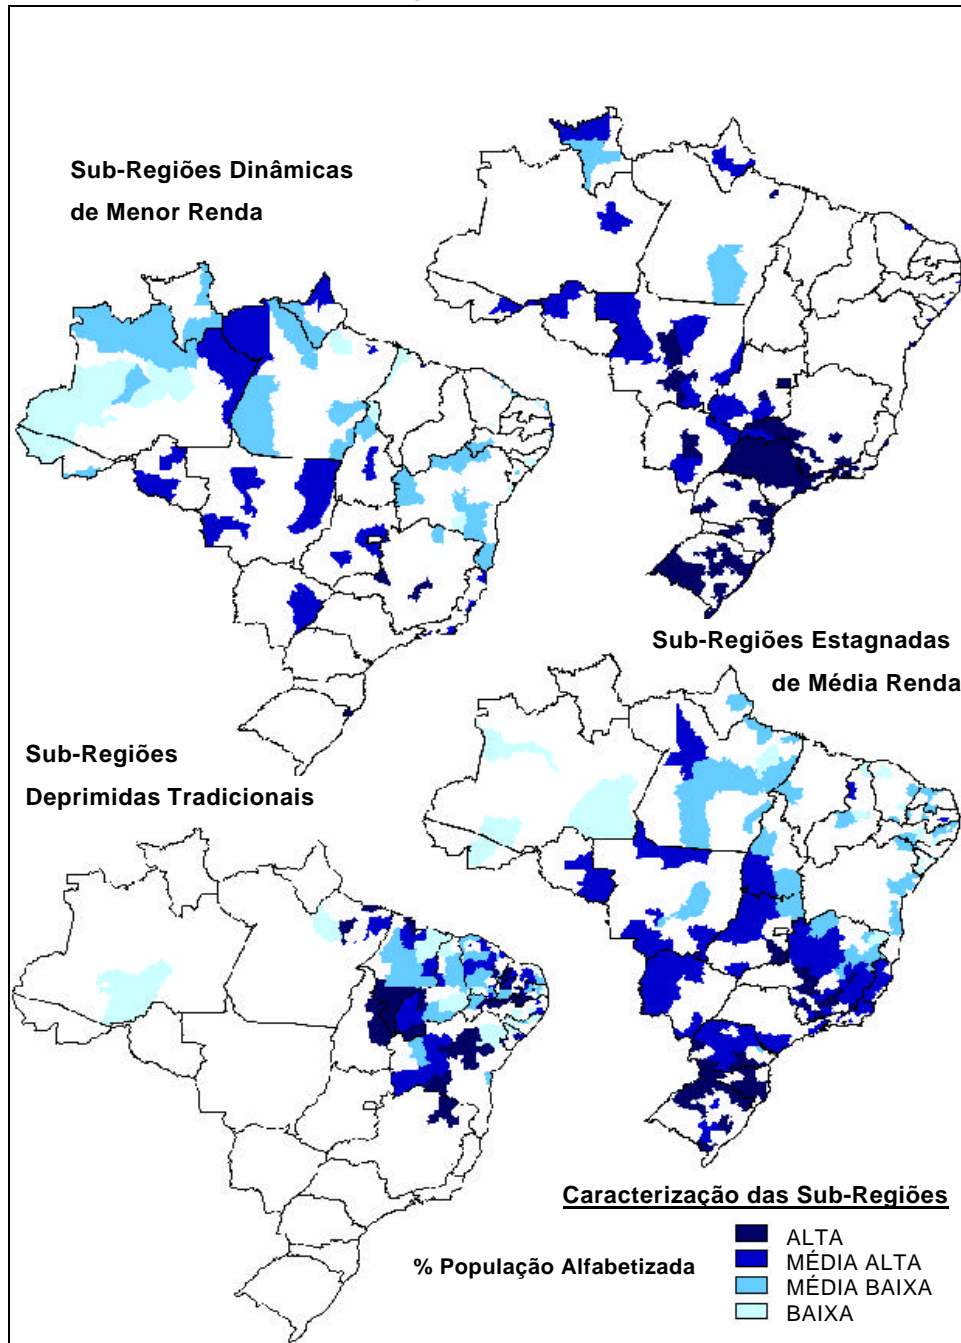 Sub-Regiões Dinâmicas
de Menor Renda
Sub-Regiões Estagnadas
de Média Renda
Sub-Regiões
Deprimidas Tradicionais
Caracterização das Sub-Regiões
% População Alfabetizada
ALTA
MÉDIA ALTA
MÉDIA BAIXA
BAIXA